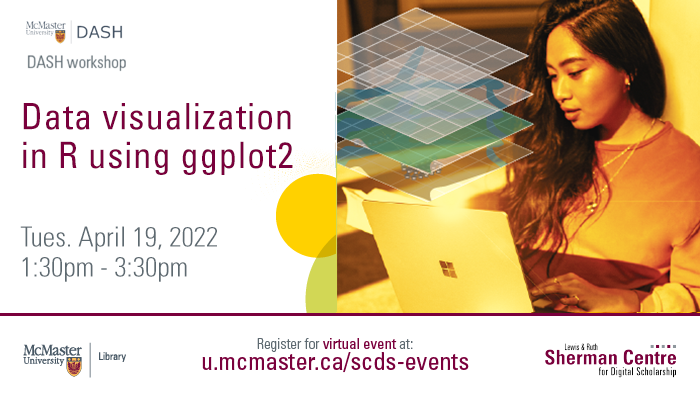 McMaster
University
DASH
DASH workshop
Data visualization
in R using ggplot2
Tues. April 19, 2022
1:30pm - 3:30pm
McMaster
University
Library
Register for virtual event at:
u.mcmaster.ca/scds-events
Lewis & Ruth
Sherman Centre
for Digital Scholarship